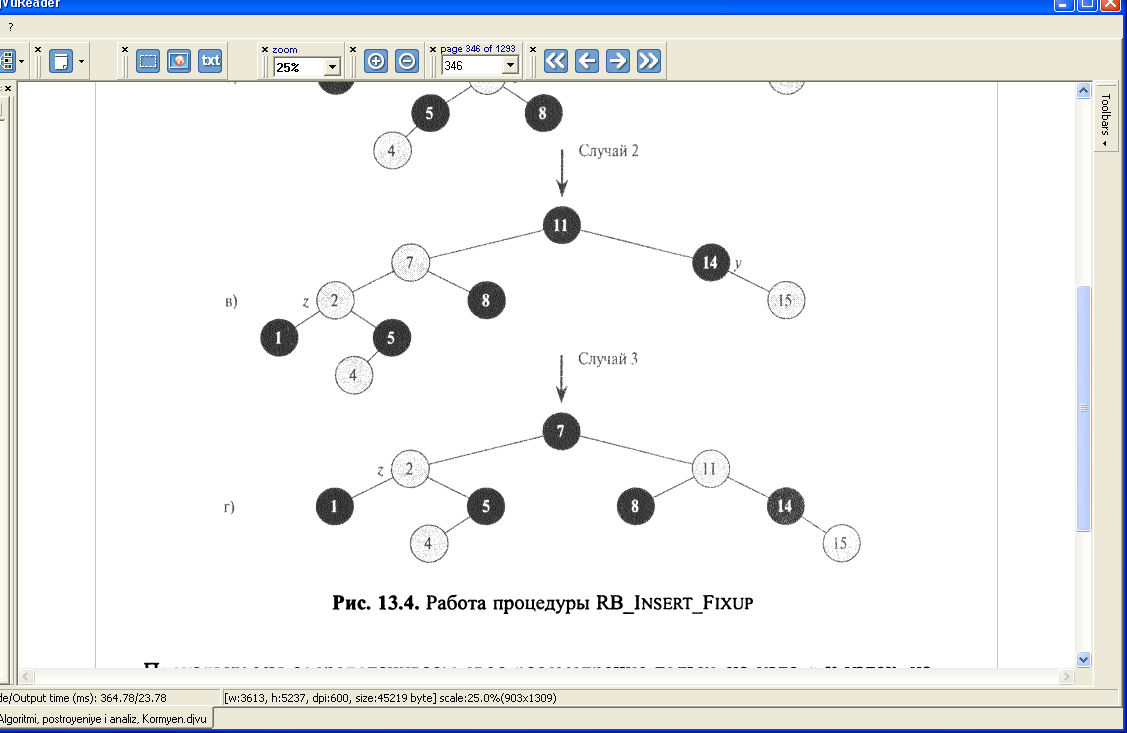 djVuReader
?
zoom
page 346 of 1293
txt
25%
346
Toolbars
5 8
4
Случай 2
11
7 14 y
в) z 2 8 15
1 5
4
Случай 3
7
z 2 11
г) 1 5 8 14
4 15
Рис. 13.4. Работа процедуры RB_INSERT_FIXUP
de/Output time (ms): 364.78/23.78 [w:3613, h:5237, dpi:600, size:45219 byte] scale:25.0%(903x1309)
Algoritmi, postroyeniye i analiz, Kormyen.djvu